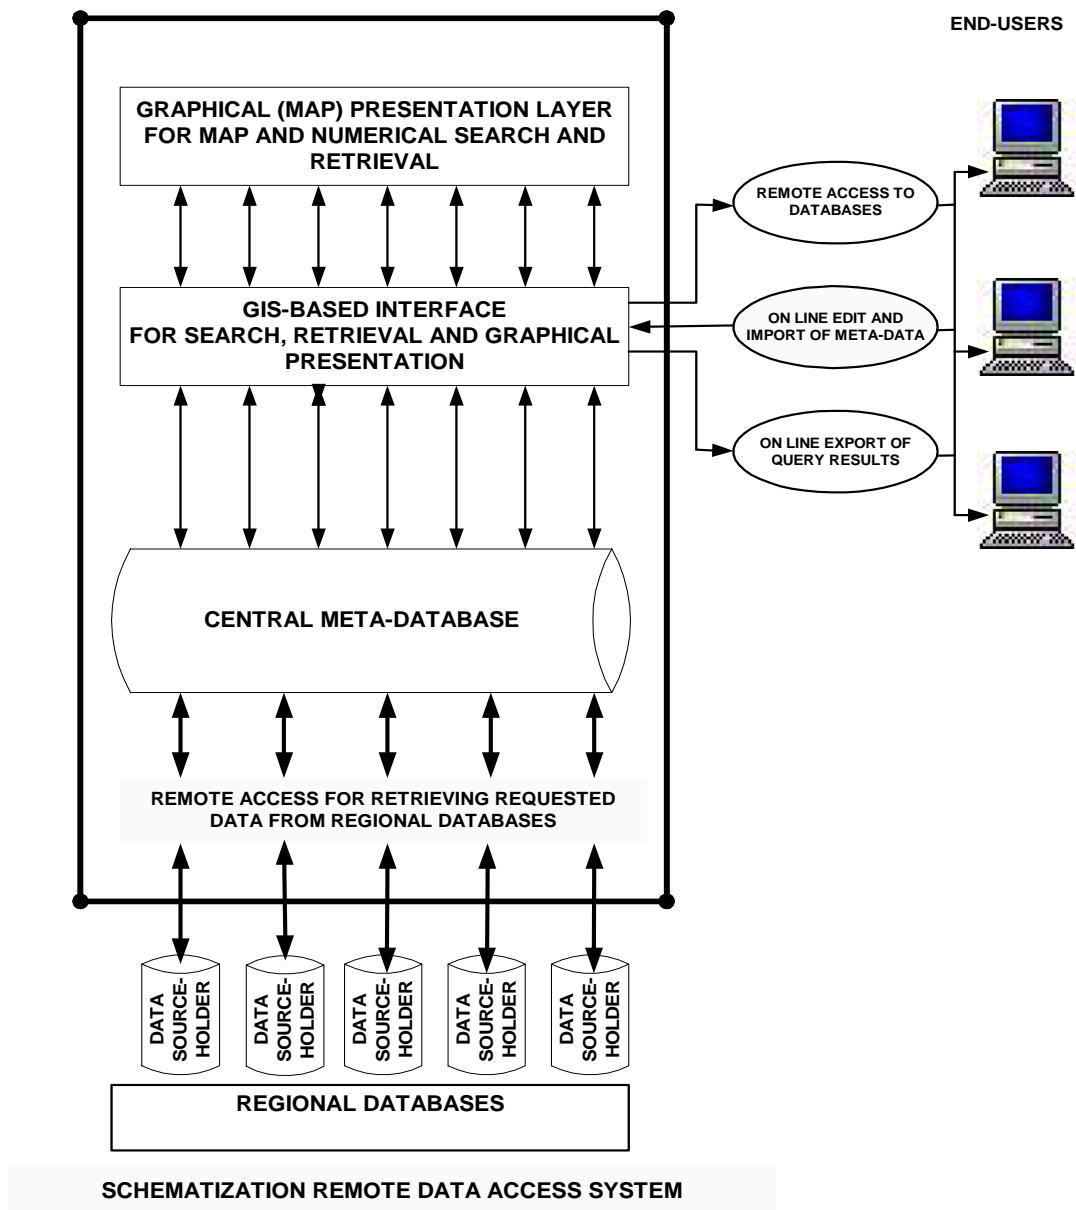 END-USERS
GRAPHICAL (MAP) PRESENTATION LAYER
FOR MAP AND NUMERICAL SEARCH AND
RETRIEVAL
REMOTE ACCESS TO
DATABASES
GIS-BASED INTERFACE
FOR SEARCH, RETRIEVAL AND GRAPHICAL
PRESENTATION
ON LINE EDIT AND
IMPORT OF META-DATA
ON LINE EXPORT OF
QUERY RESULTS
CENTRAL META-DATABASE
REMOTE ACCESS FOR RETRIEVING REQUESTED
DATA FROM REGIONAL DATABASES
DATA
SOURCE-
HOLDER
DATA
SOURCE-
HOLDER
DATA
SOURCE-
HOLDER
DATA
SOURCE-
HOLDER
DATA
SOURCE-
HOLDER
REGIONAL DATABASES
SCHEMATIZATION REMOTE DATA ACCESS SYSTEM